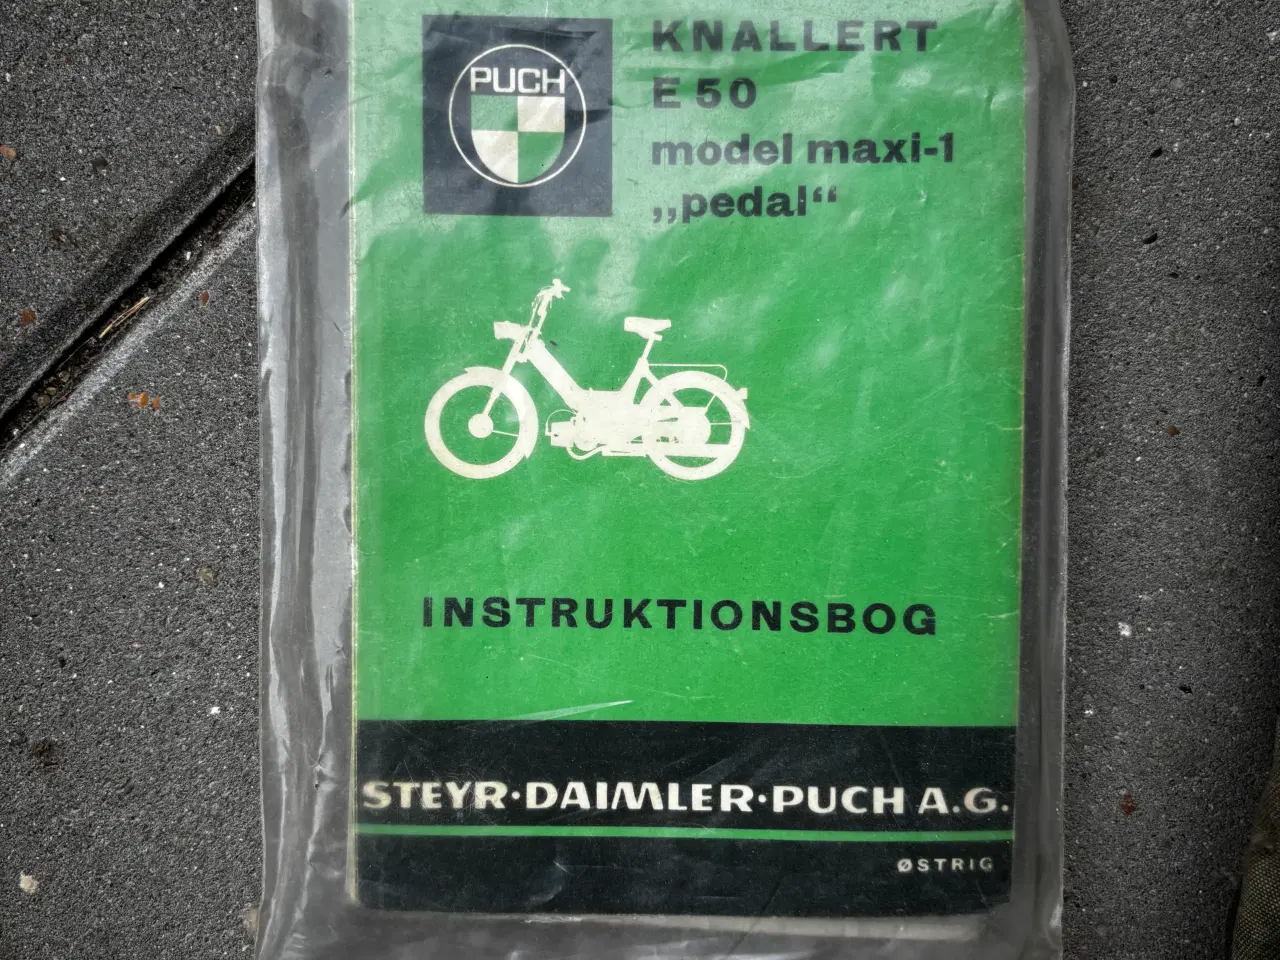 PUCH
KNALLERT
E 50
model maxi-1
„pedal“
INSTRUKTIONSBOG
STEYR·DAIMLER·PUCH A.G.
ØSTRIG